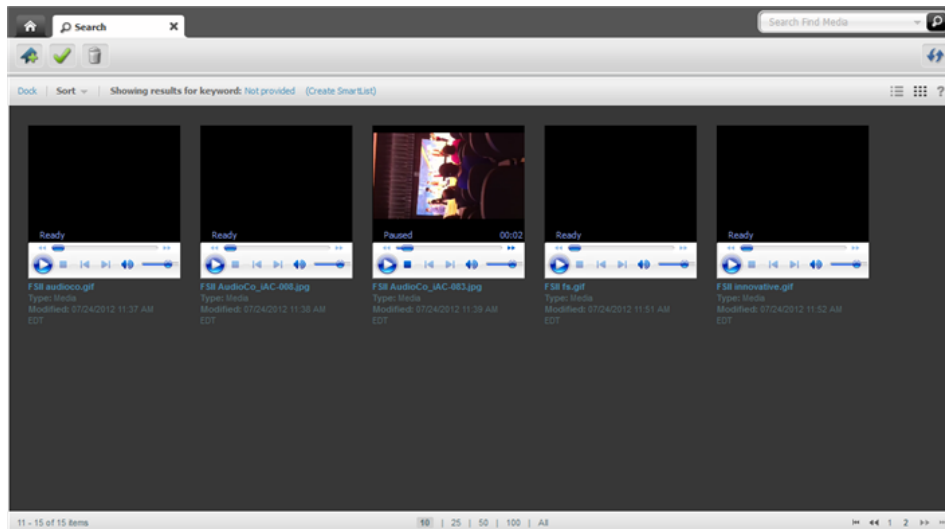 Search
Search Find Media
Dock | Sort | Showing results for keyword: Not provided (Create SmartList) ?
Ready
FSII audioco.gif
Type: Media
Modified: 07/24/2012 11:37 AM
EDT
Ready
FSII AudioCo_iAC-008.jpg
Type: Media
Modified: 07/24/2012 11:38 AM
EDT
Paused 00:02
FSII AudioCo_iAC-083.jpg
Type: Media
Modified: 07/24/2012 11:39 AM
EDT
Ready
FSII fs.gif
Type: Media
Modified: 07/24/2012 11:51 AM
EDT
Ready
FSII innovative.gif
Type: Media
Modified: 07/24/2012 11:52 AM
EDT
11 - 15 of 15 items 10 | 25 | 50 | 100 | All 1 2